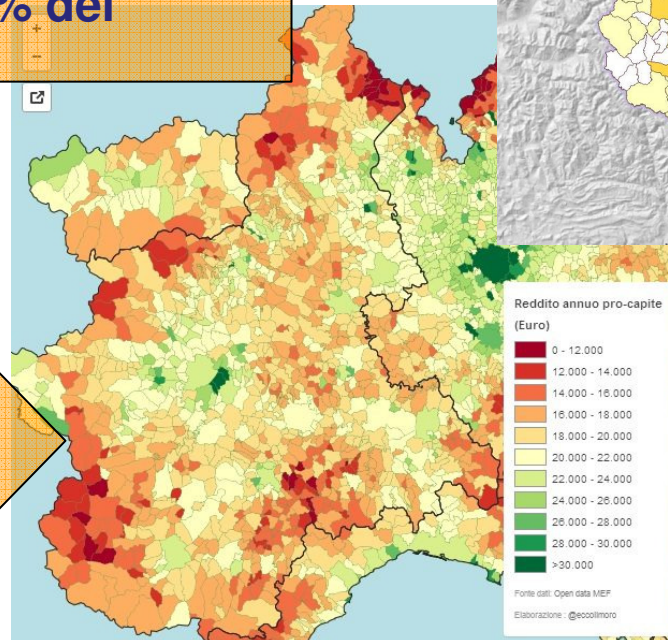 % del
+
−
Reddito annuo pro-capite
(Euro)
0 - 12.000
12.000 - 14.000
14.000 - 16.000
16.000 - 18.000
18.000 - 20.000
20.000 - 22.000
22.000 - 24.000
24.000 - 26.000
26.000 - 28.000
28.000 - 30.000
>30.000
Fonte dati: Open data MEF
Elaborazione : @eccolimoro